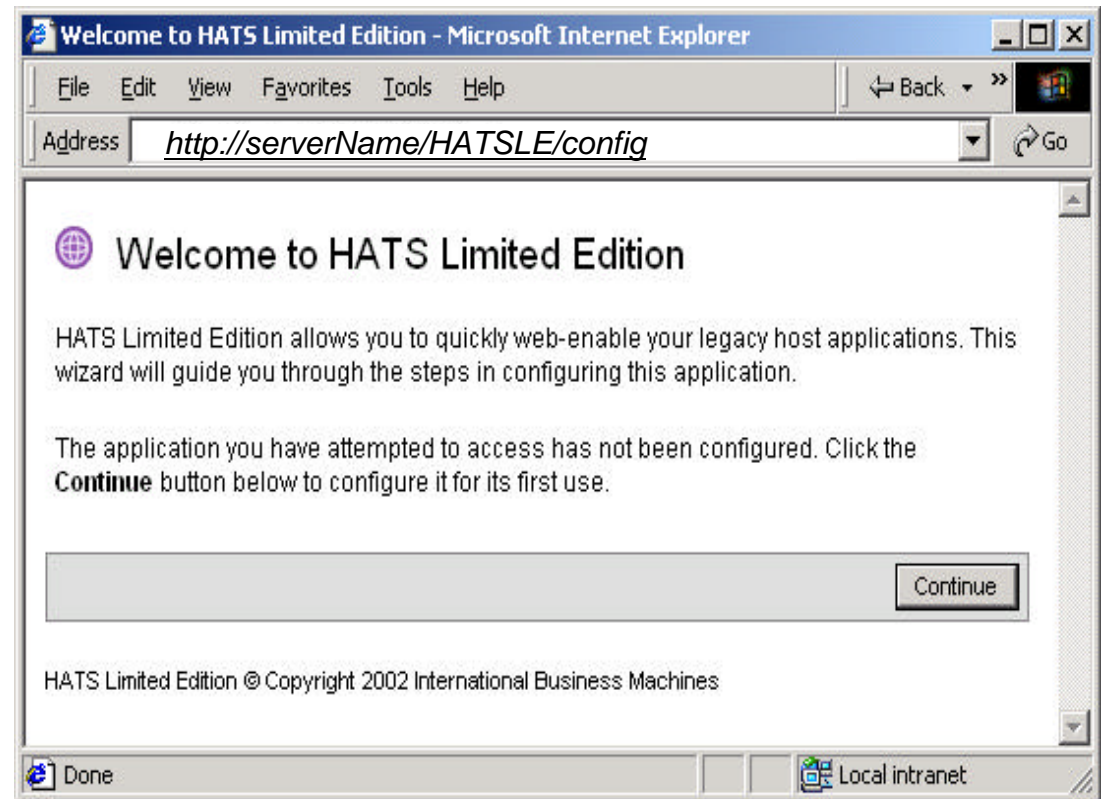 Welcome to HATS Limited Edition - Microsoft Internet Explorer
File Edit View Favorites Tools Help Back »
Address http://serverName/HATSLE/config Go
Welcome to HATS Limited Edition
HATS Limited Edition allows you to quickly web-enable your legacy host applications. This
wizard will guide you through the steps in configuring this application.
The application you have attempted to access has not been configured. Click the
Continue button below to configure it for its first use.
Continue
HATS Limited Edition © Copyright 2002 International Business Machines
Done Local intranet